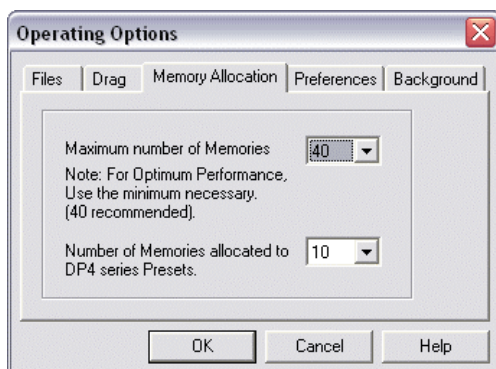 Operating Options
Files Drag Memory Allocation Preferences Background
Maximum number of Memories 40
Note: For Optimum Performance,
Use the minimum necessary.
(40 recommended).
Number of Memories allocated to 10
DP4 series Presets.
OK Cancel Help